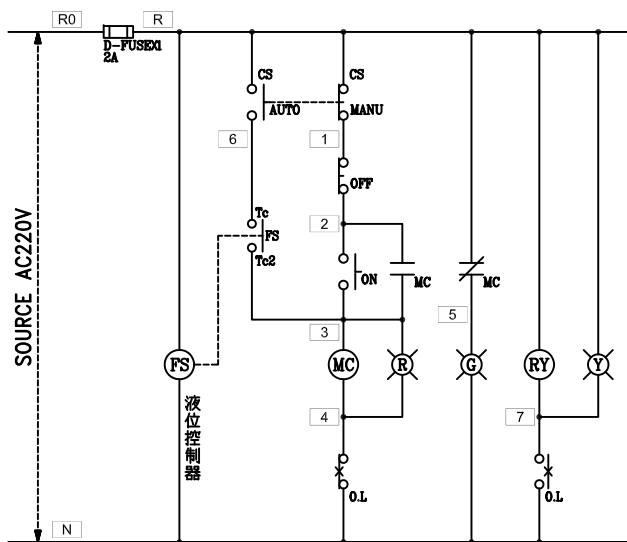 R0
R
D-FUSEX1
2A
CS
CS
AUTO
MANU
6
1
OFF
Tc
FS
Tc2
2
ON
MC
MC
5
3
SOURCE AC220V
FS
MC
R
G
RY
Y
液位控制器
4
7
O.L
O.L
N